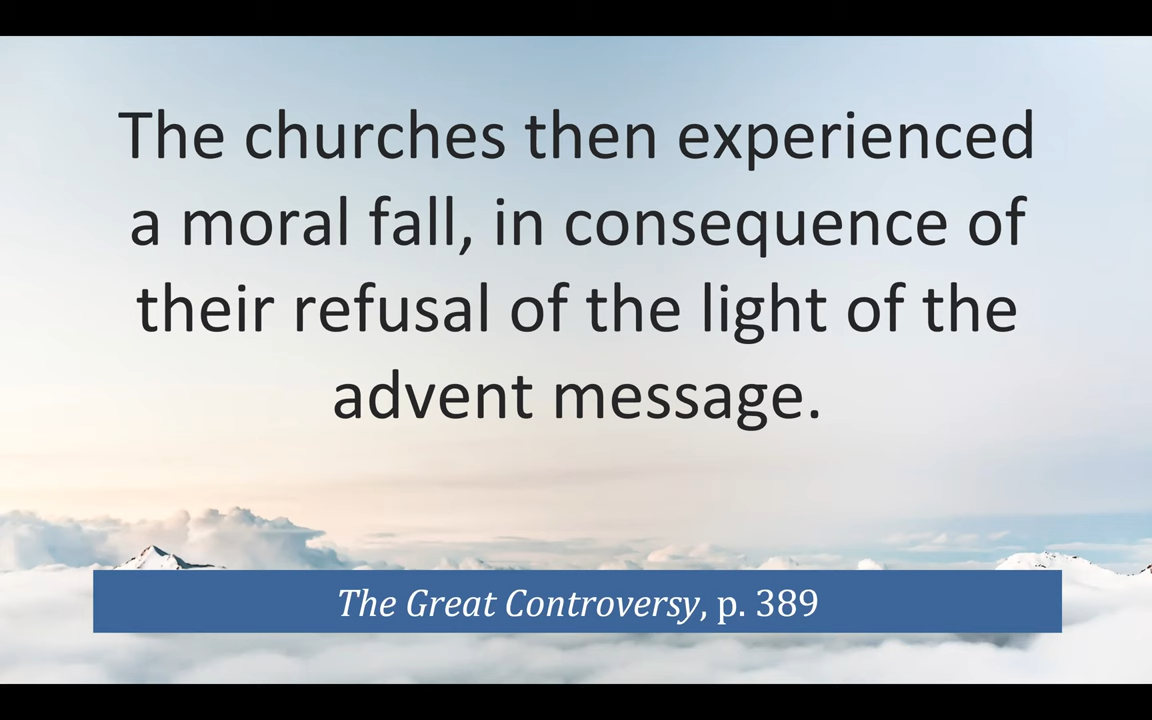 The churches then experienced
a moral fall, in consequence of
their refusal of the light of the
advent message.
The Great Controversy, p. 389